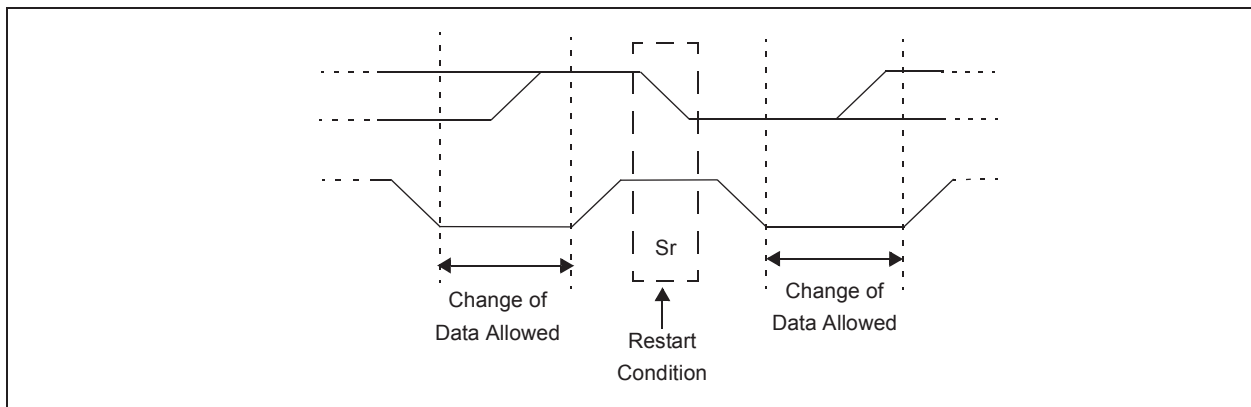 Sr
Change of
Data Allowed
Restart
Condition
Change of
Data Allowed